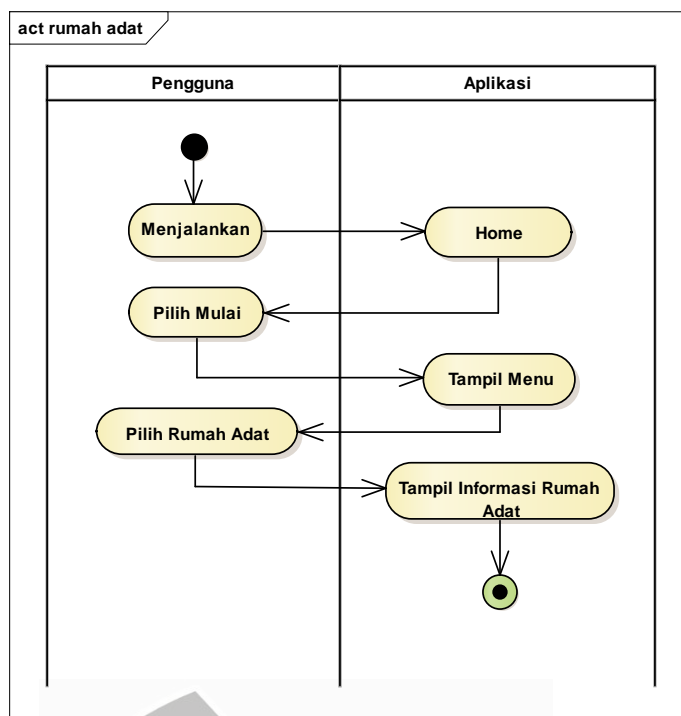 act rumah adat
Pengguna
Aplikasi
Menjalankan
Home
Pilih Mulai
Tampil Menu
Pilih Rumah Adat
Tampil Informasi Rumah
Adat